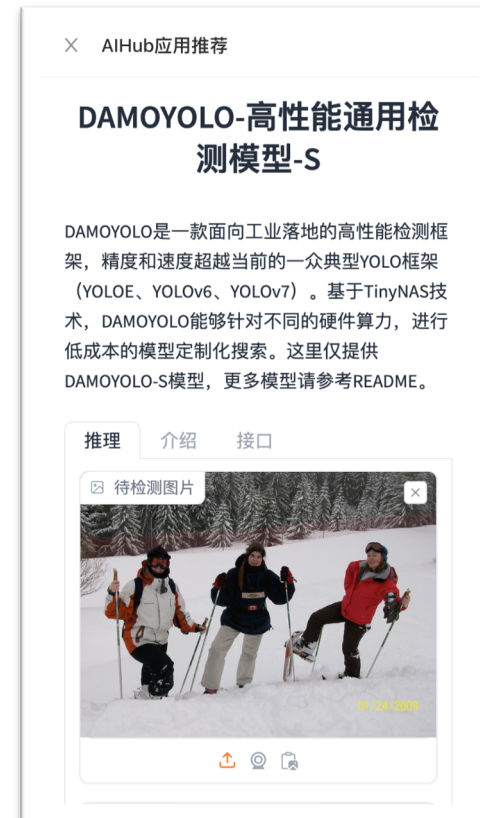 AIHub应用推荐
DAMOYOLO-高性能通用检
测模型-S
DAMOYOLO是一款面向工业落地的高性能检测框
架，精度和速度超越当前的一众典型YOLO框架
（YOLOE、YOLOv6、YOLOv7）。基于TinyNAS技
术，DAMOYOLO能够针对不同的硬件算力，进行
低成本的模型定制化搜索。这里仅提供
DAMOYOLO-S模型，更多模型请参考README。
推理 介绍 接口
待检测图片
01/24/2009